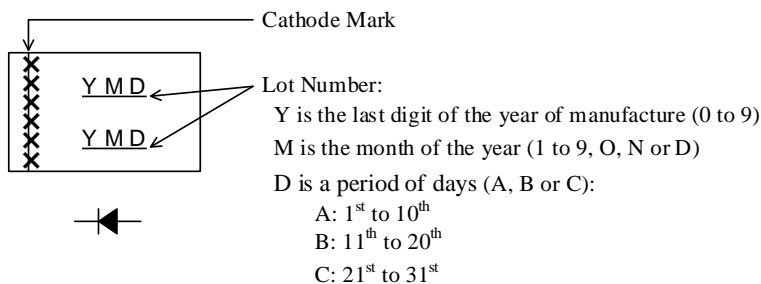 Cathode Mark
Y M D
Lot Number:
Y is the last digit of the year of manufacture (0 to 9)
Y M D
M is the month of the year (1 to 9, O, N or D)
D is a period of days (A, B or C):
A: 1st to 10th
B: 11th to 20th
C: 21st to 31st